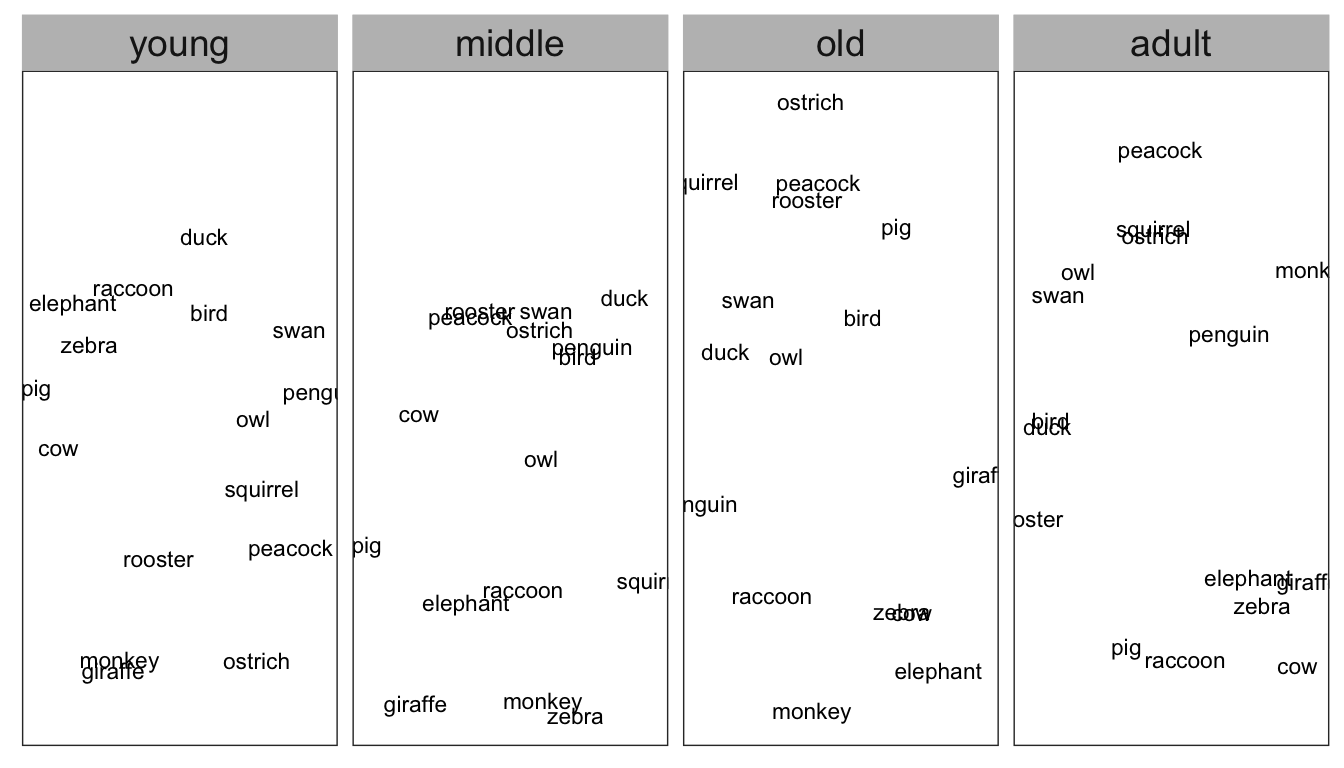 young
duck
raccoon
elephant
bird
swan
zebra
pig
pengu
owl
cow
squirrel
peacock
rooster
monkey
ostrich
giraffe
middle
duck
rooster swan
peacock
ostrich
penguin
bird
cow
owl
pig
squirr
raccoon
elephant
monkey
giraffe
zebra
old
ostrich
quirrel
peacock
rooster
pig
swan
bird
duck
owl
giraf
nguin
raccoon
zebra
cow
elephant
monkey
adult
peacock
squirrel
ostrich
monk
owl
swan
penguin
bird
duck
oster
elephant
giraff
zebra
pig
raccoon
cow